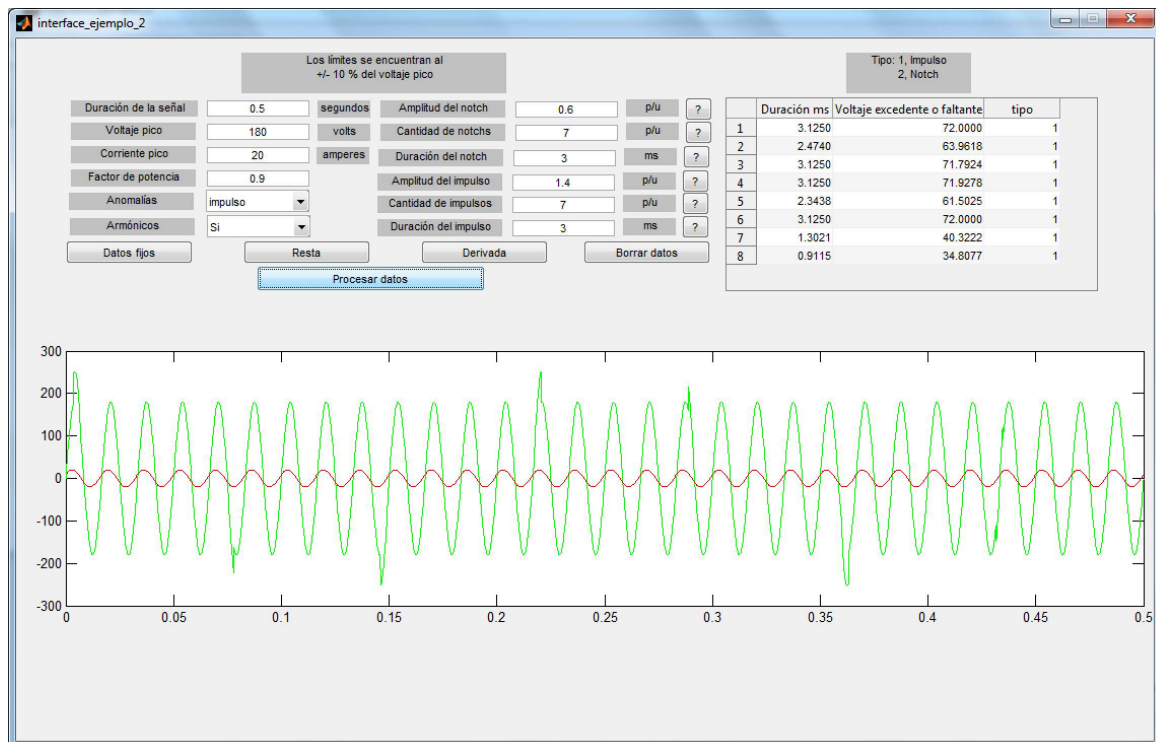 interface_ejemplo_2
Los límites se encuentran al
+/- 10 % del voltaje pico
Tipo: 1, Impulso
2, Notch
Duración de la señal 0.5 segundos Amplitud del notch 0.6 p/u ?
Voltaje pico 180 volts Cantidad de notchs 7 p/u ?
Corriente pico 20 amperes Duración del notch 3 ms ?
Factor de potencia 0.9 Amplitud del impulso 1.4 p/u ?
Anomalías impulso Cantidad de impulsos 7 p/u ?
Armónicos Si Duración del impulso 3 ms ?
Datos fijos Resta Derivada Borrar datos
Procesar datos
Duración ms Voltaje excedente o faltante tipo
1 3.1250 72.0000 1
2 2.4740 63.9618 1
3 3.1250 71.7924 1
4 3.1250 71.9278 1
5 2.3438 61.5025 1
6 3.1250 72.0000 1
7 1.3021 40.3222 1
8 0.9115 34.8077 1
300
200
100
0
-100
-200
-300
0 0.05 0.1 0.15 0.2 0.25 0.3 0.35 0.4 0.45 0.5